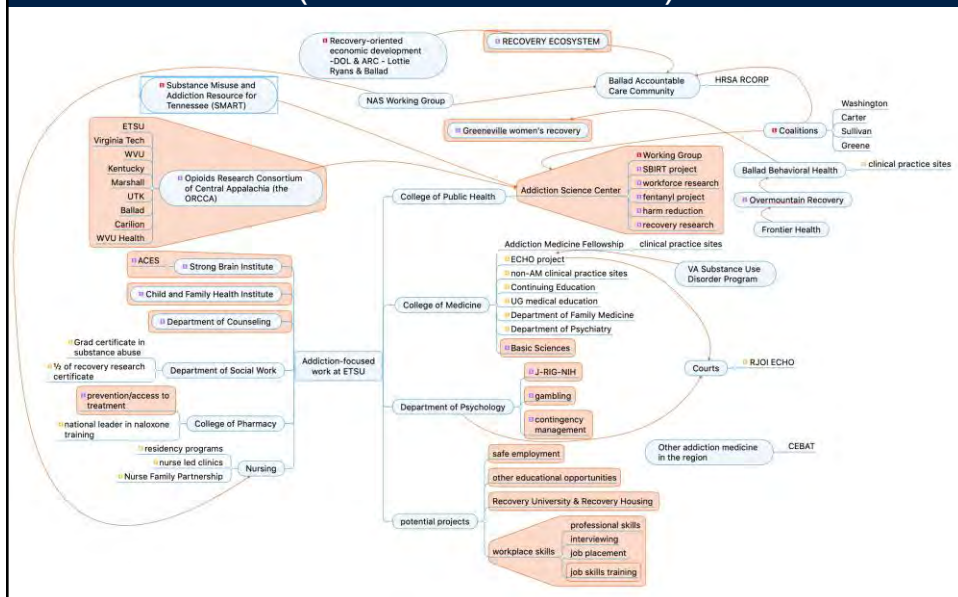 Recovery-oriented
economic development
-DOL & ARC - Lottie
Ryans & Ballad
RECOVERY ECOSYSTEM
Substance Misuse and
Addiction Resource for
Tennessee (SMART)
NAS Working Group
Ballad Accountable
Care Community
HRSA RCORP
Greeneville women's recovery
Coalitions
Washington
Carter
Sullivan
Greene
ETSU
Virginia Tech
WVU
Kentucky
Marshall
UTK
Ballad
Carilion
WVU Health
Opioids Research Consortium
of Central Appalachia (the
ORCCA)
College of Public Health
Addiction Science Center
Working Group
SBIRT project
workforce research
fentanyl project
harm reduction
recovery research
Ballad Behavioral Health
clinical practice sites
Overmountain Recovery
Frontier Health
ACES
Strong Brain Institute
Child and Family Health Institute
Department of Counseling
Grad certificate in
substance abuse
½ of recovery research
certificate
Department of Social Work
prevention/access to
treatment
national leader in naloxone
training
College of Pharmacy
residency programs
nurse led clinics
Nurse Family Partnership
Nursing
Addiction-focused
work at ETSU
College of Medicine
Addiction Medicine Fellowship
clinical practice sites
ECHO project
non-AM clinical practice sites
Continuing Education
UG medical education
Department of Family Medicine
Department of Psychiatry
Basic Sciences
VA Substance Use
Disorder Program
Courts
RJOI ECHO
Department of Psychology
J-RIG-NIH
gambling
contingency
management
Other addiction medicine
in the region
CEBAT
potential projects
safe employment
other educational opportunities
Recovery University & Recovery Housing
workplace skills
professional skills
interviewing
job placement
job skills training